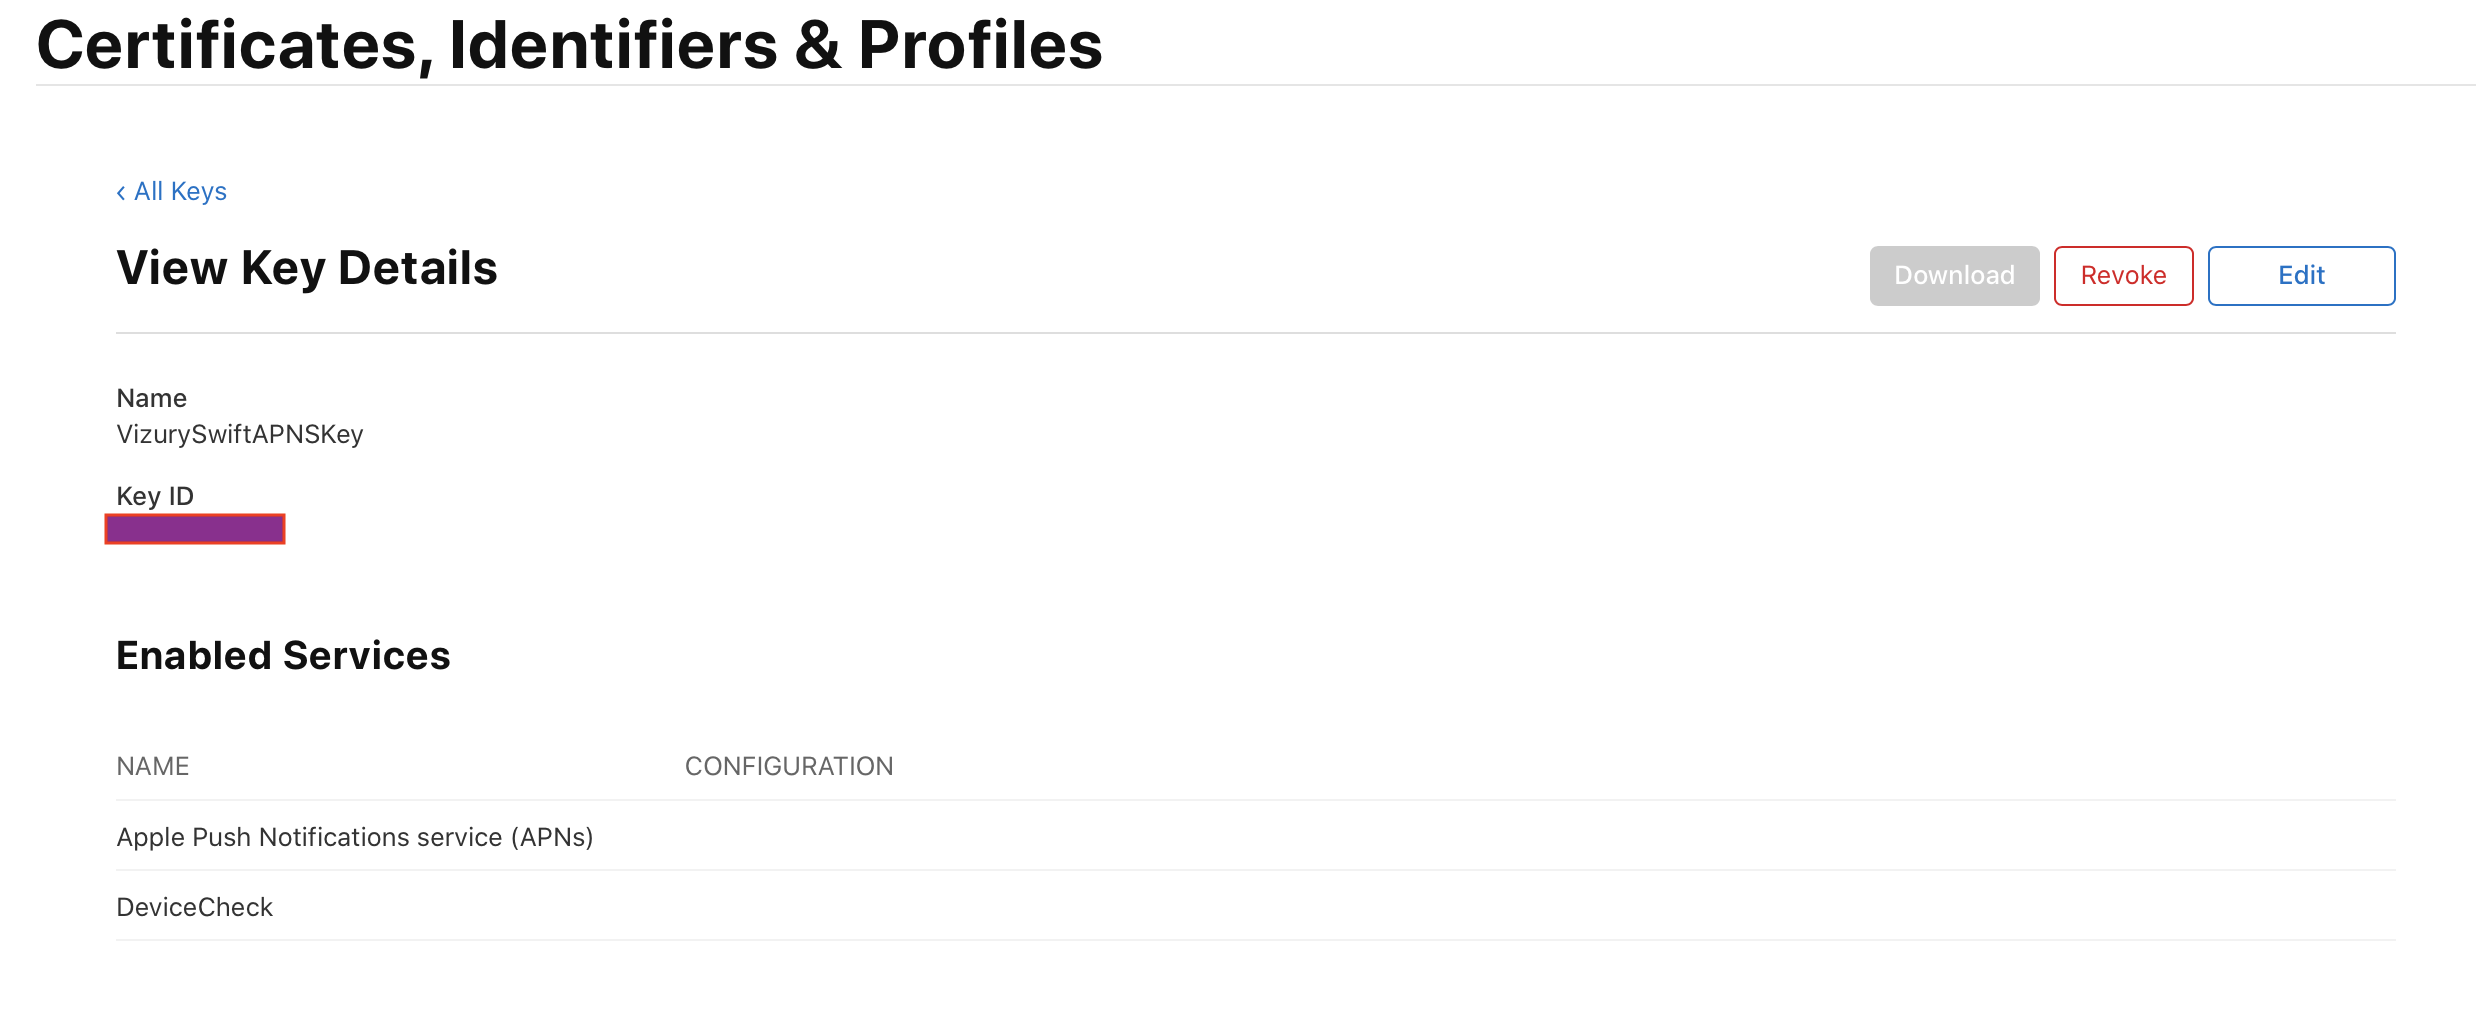 Certificates, Identifiers & Profiles
‹ All Keys
View Key Details
Download
Revoke
Edit
Name
VizurySwiftAPNSKey
Key ID
Enabled Services
NAME
CONFIGURATION
Apple Push Notifications service (APNs)
DeviceCheck